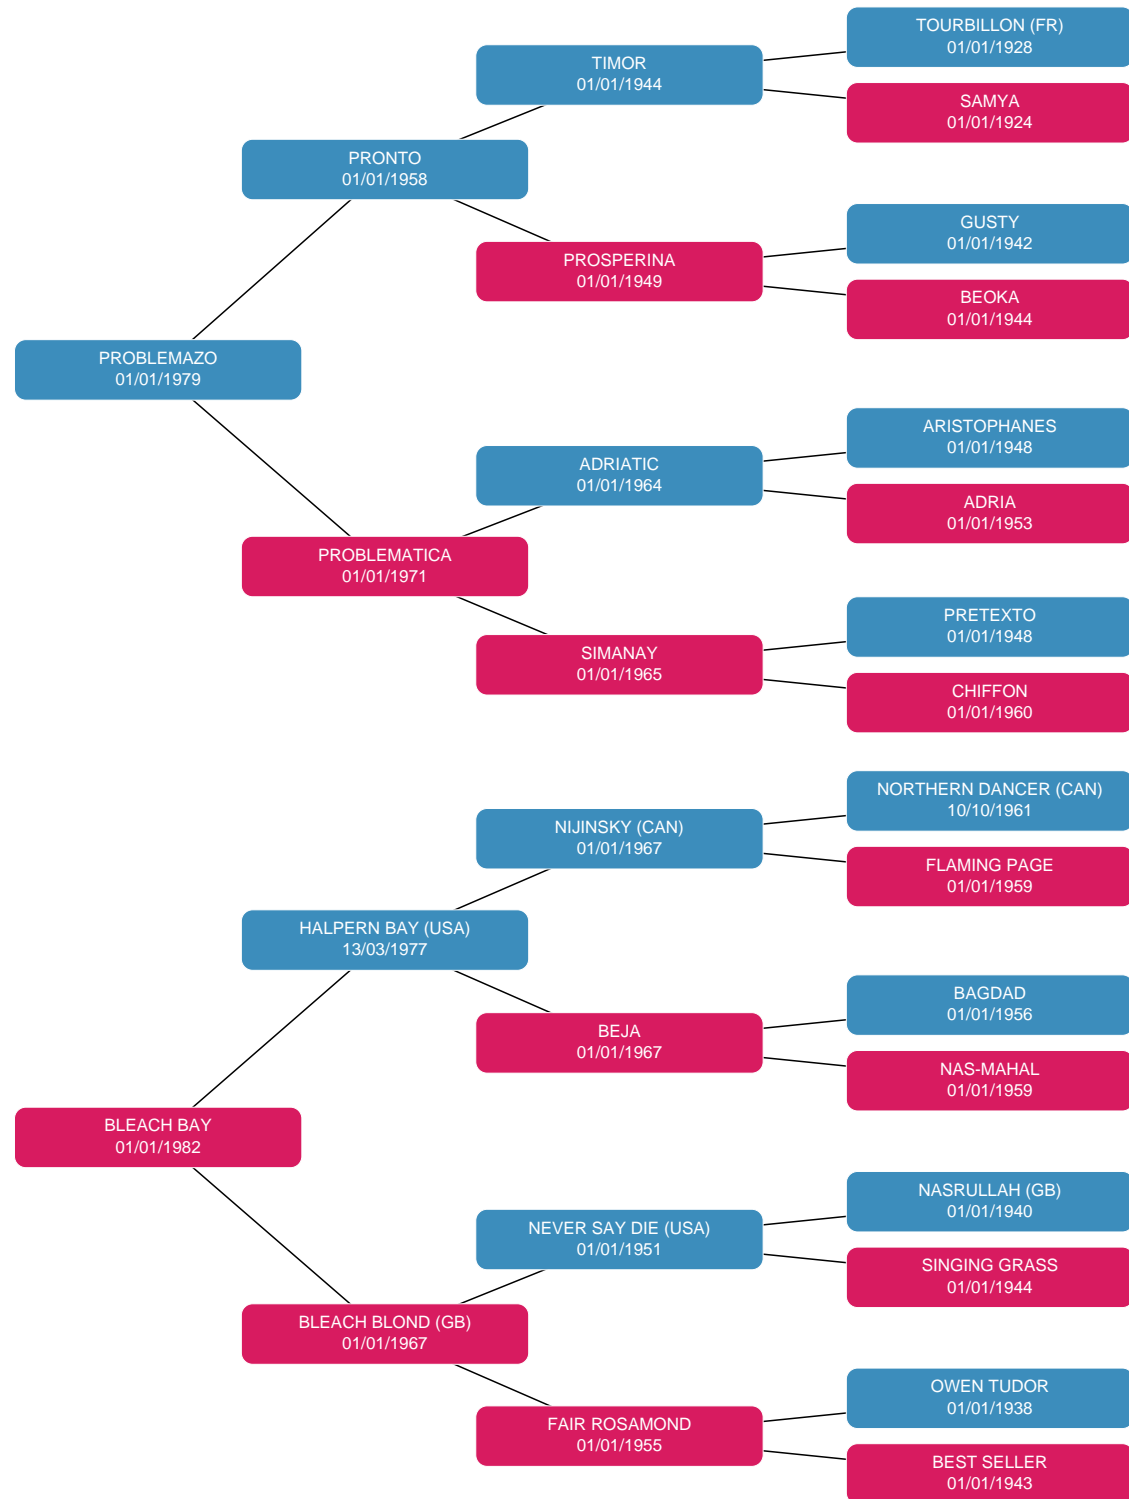 TOURBILLON (FR)
01/01/1928
TIMOR
01/01/1944
SAMYA
01/01/1924
PRONTO
01/01/1958
GUSTY
01/01/1942
PROSPERINA
01/01/1949
BEOKA
01/01/1944
PROBLEMAZO
01/01/1979
ARISTOPHANES
01/01/1948
ADRIATIC
01/01/1964
ADRIA
01/01/1953
PROBLEMATICA
01/01/1971
PRETEXTO
01/01/1948
SIMANAY
01/01/1965
CHIFFON
01/01/1960
NORTHERN DANCER (CAN)
10/10/1961
NIJINSKY (CAN)
01/01/1967
FLAMING PAGE
01/01/1959
HALPERN BAY (USA)
13/03/1977
BAGDAD
01/01/1956
BEJA
01/01/1967
NAS-MAHAL
01/01/1959
BLEACH BAY
01/01/1982
NASRULLAH (GB)
01/01/1940
NEVER SAY DIE (USA)
01/01/1951
SINGING GRASS
01/01/1944
BLEACH BLOND (GB)
01/01/1967
OWEN TUDOR
01/01/1938
FAIR ROSAMOND
01/01/1955
BEST SELLER
01/01/1943